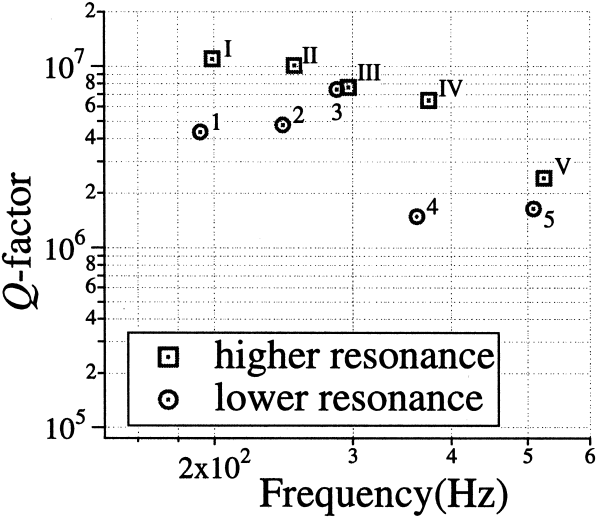 2
10⁷
I
II
III
IV
8
6
1
2
3
4
V
2
4
5
Q-factor
10⁶
8
6
4
higher resonance
2
lower resonance
10⁵
2x10²
3
4
5
6
Frequency(Hz)